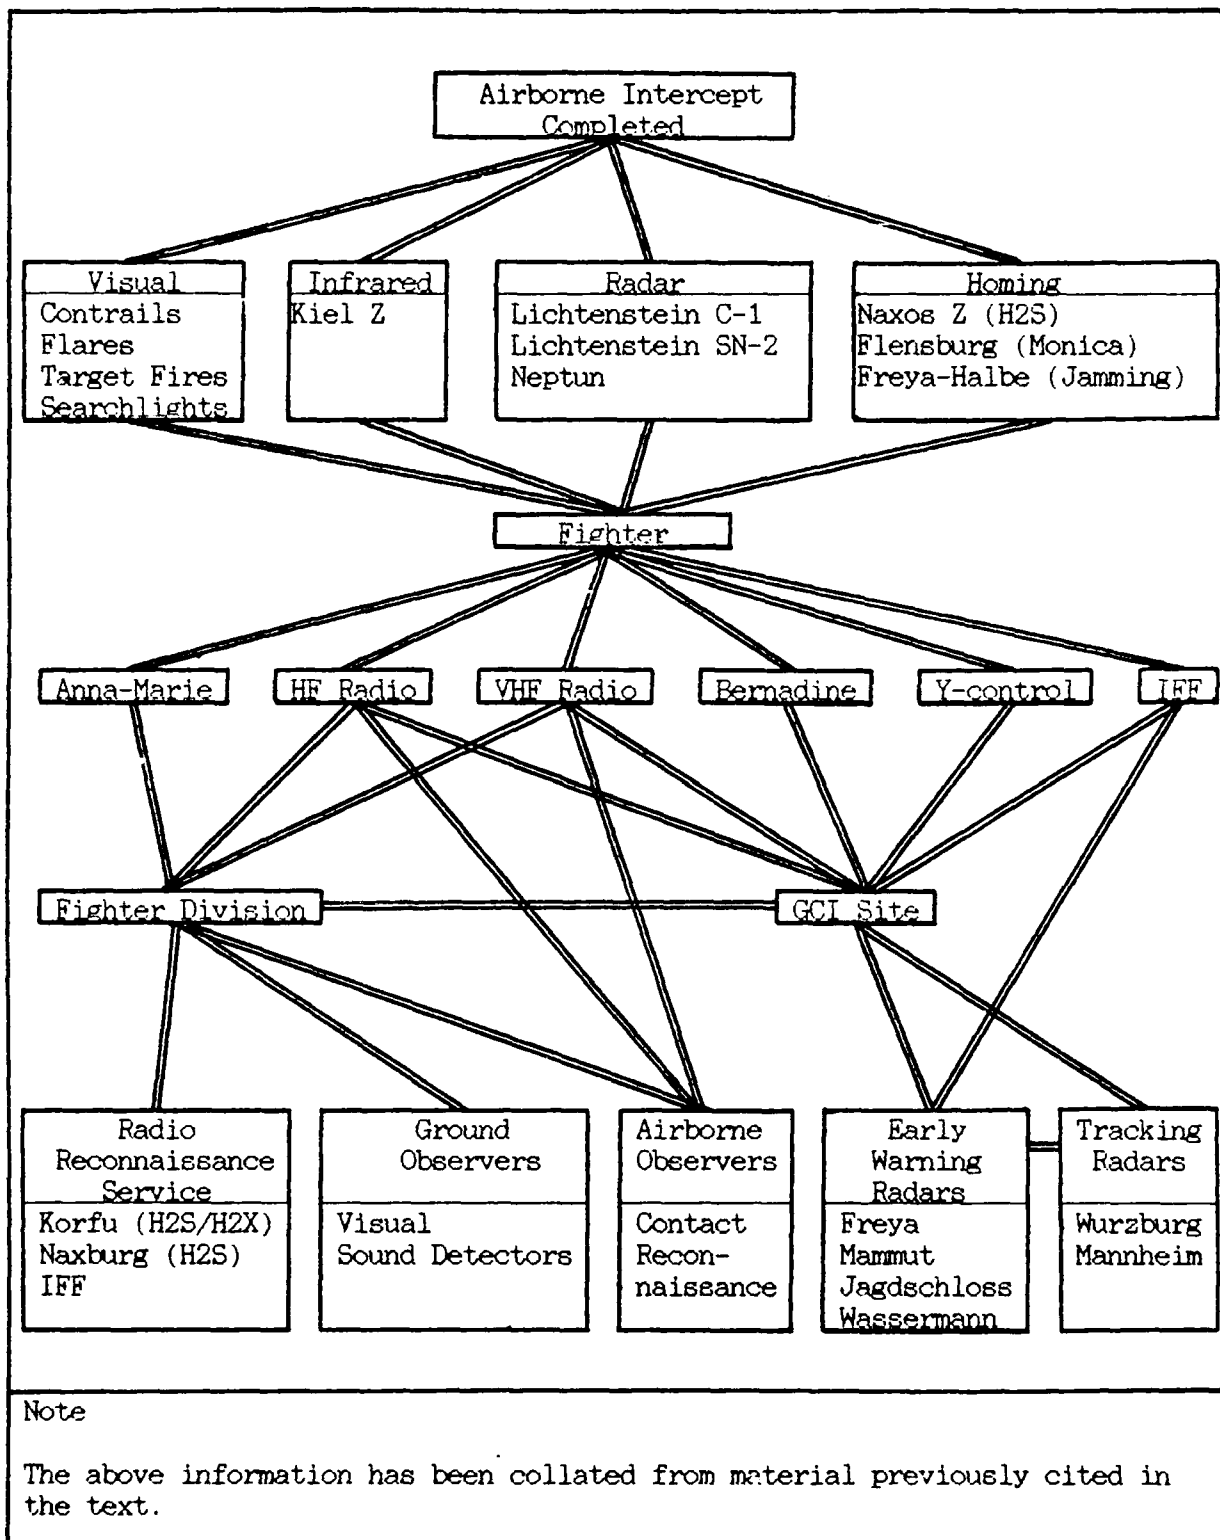 Airborne Intercept
Completed
Visual
Contrails
Flares
Target Fires
Searchlights
Infrared
Kiel Z
Radar
Lichtenstein C-1
Lichtenstein SN-2
Neptun
Homing
Naxos Z (H2S)
Flensburg (Monica)
Freya-Halbe (Jamming)
Fighter
Anna-Marie
HF Radio
VHF Radio
Bernadine
Y-control
IFF
Fighter Division
GCI Site
Radio
Reconnaissance
Service
Korfu (H2S/H2X)
Naxburg (H2S)
IFF
Ground
Observers
Visual
Sound Detectors
Airborne
Observers
Contact
Recon-
naissance
Early
Warning
Radars
Freya
Mammut
Jagdschloss
Wassermann
Tracking
Radars
Wurzburg
Mannheim
Note
The above information has been collated from material previously cited in
the text.